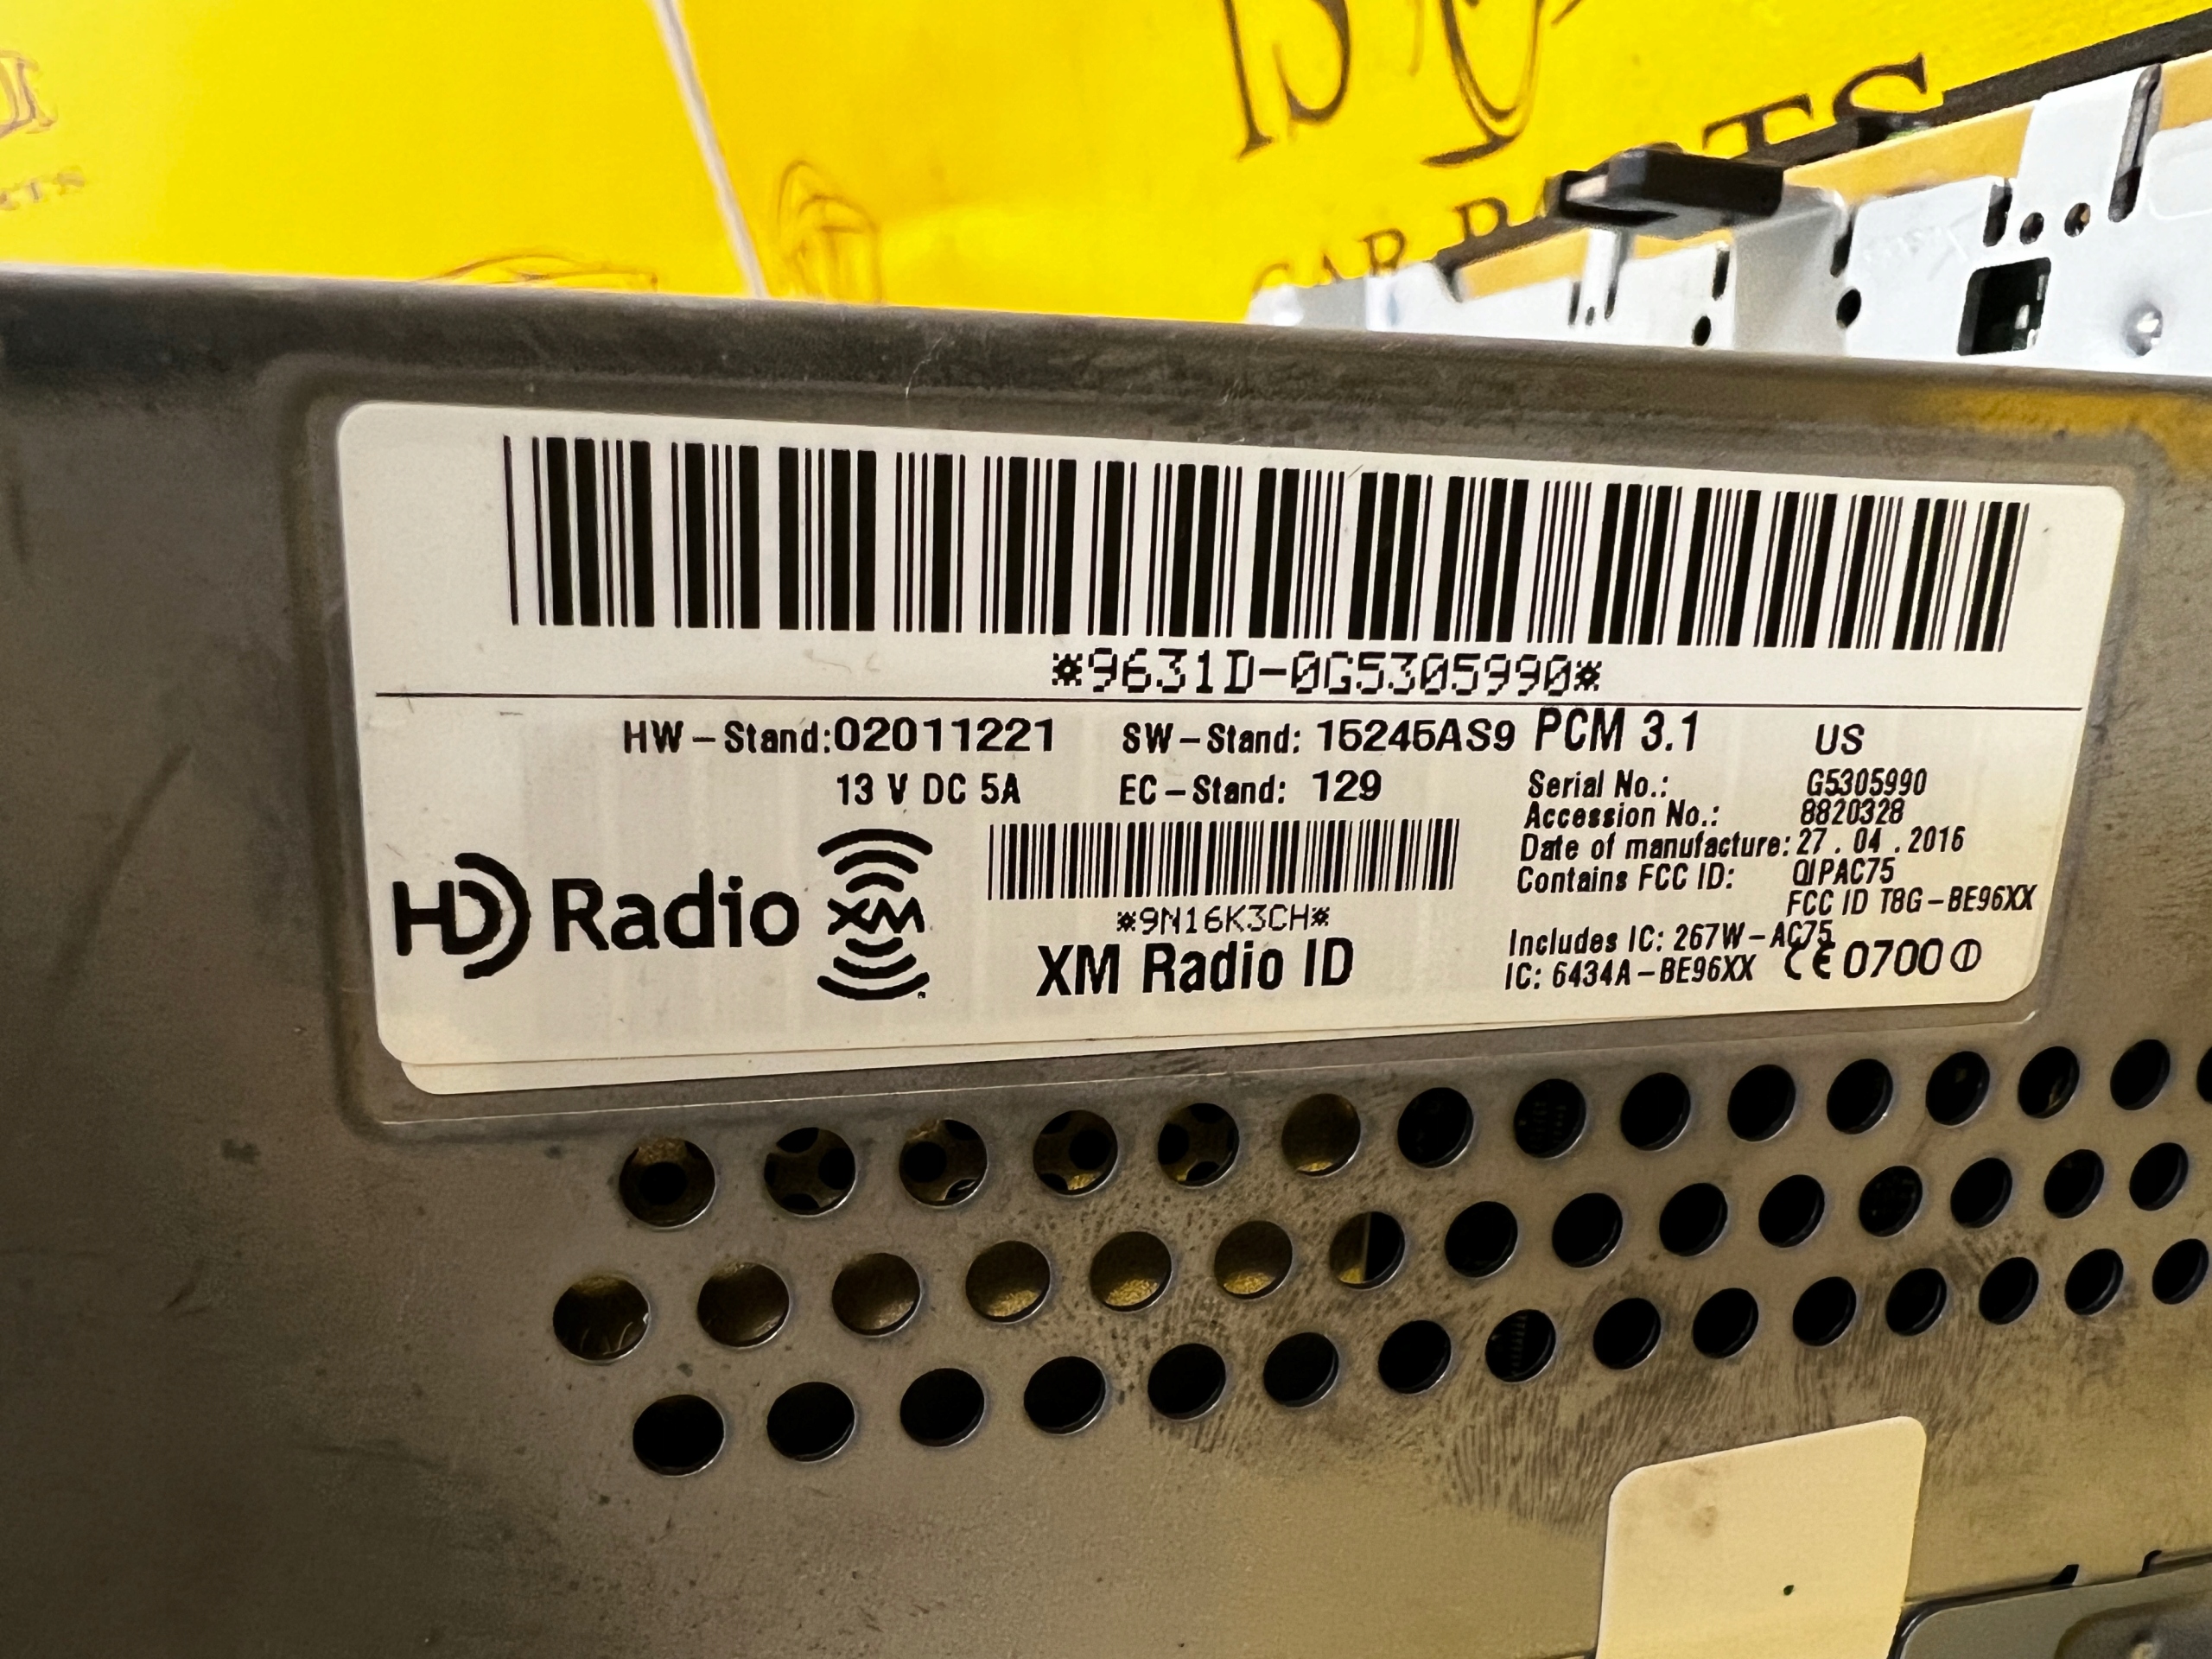 CAR PARTS
*9631D-0G5305990*
HW-Stand:02011221 SW-Stand: 15245AS9 PCM 3.1 US
13 V DC 5A EC-Stand: 129
Serial No.: G5305990
Accession No.: 8820328
Date of manufacture: 27 . 04 . 2016
Contains FCC ID: QIPAC75
FCC ID T8G-BE96XX
HD Radio XM
*9N16K3CH*
XM Radio ID
Includes IC: 267W-AC75
IC: 6434A-BE96XX CE 0700